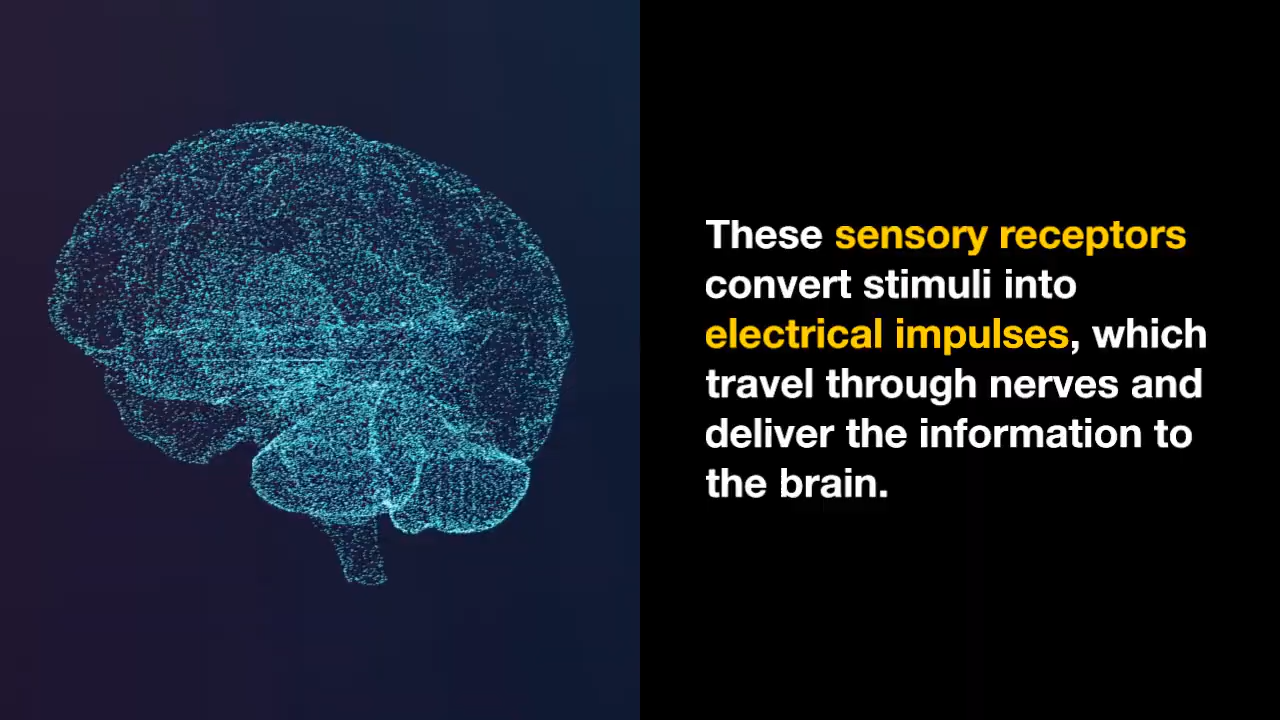 These sensory receptors
convert stimuli into
electrical impulses, which
travel through nerves and
deliver the information to
the brain.